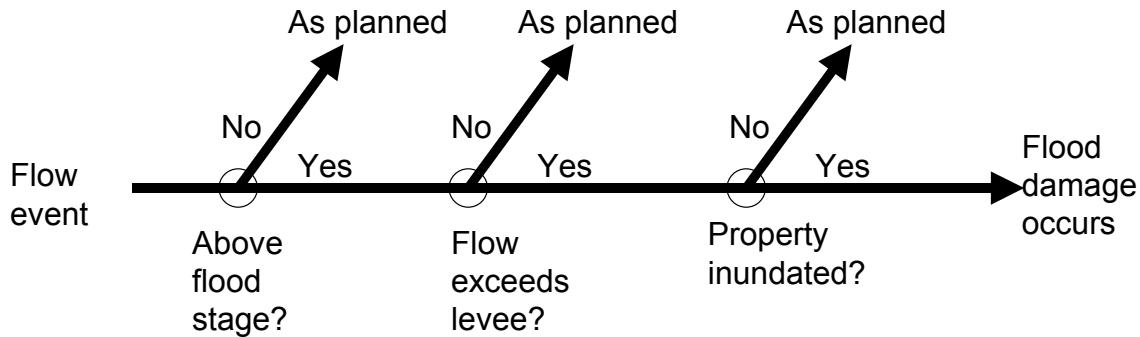 As planned
As planned
As planned
No
No
No
Yes
Yes
Yes
Flow
event
Flood
damage
occurs
Above
flood
stage?
Flow
exceeds
levee?
Property
inundated?